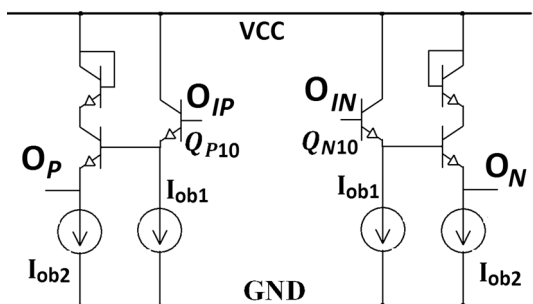 VCC
O_IP O_IN
Q_P10 Q_N10
O_P O_N
I_ob1 I_ob1
I_ob2 I_ob2
GND